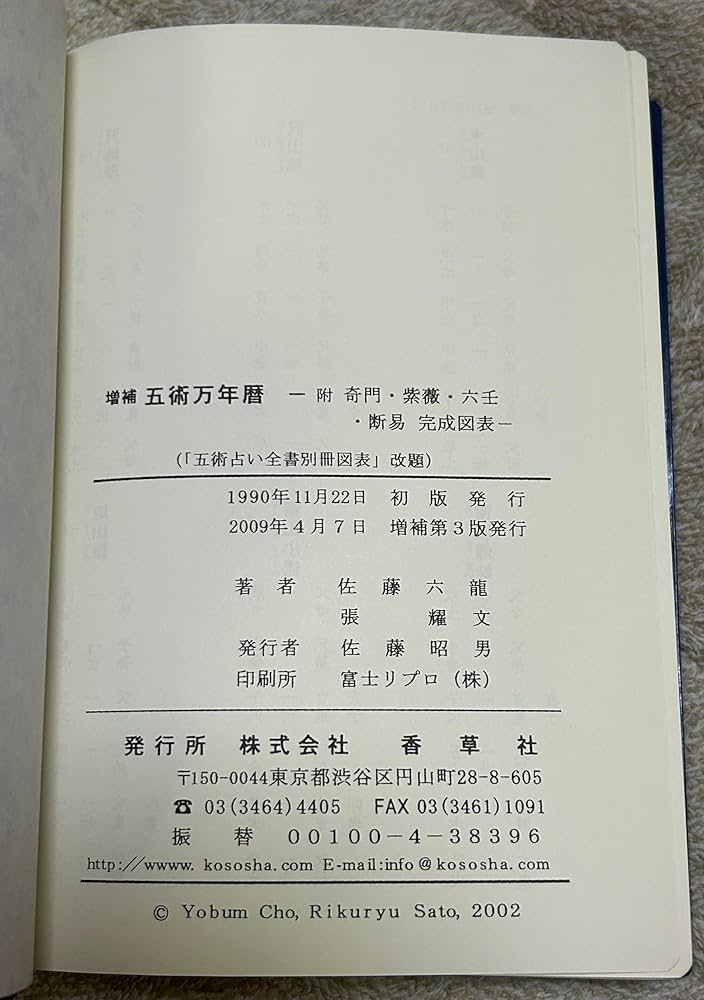 増補 五術万年暦 ― 附 奇門・紫薇・六壬
・断易 完成図表―
(「五術占い全書別冊図表」改題)
1990年11月22日 初版発行
2009年4月7日 増補第3版発行
著者 佐藤六龍
張耀文
発行者 佐藤昭男
印刷所 富士リプロ(株)
発行所 株式会社 香草社
〒150-0044東京都渋谷区円山町28-8-605
☎ 03(3464)4405 FAX 03(3461)1091
振替 00100-4-38396
http://wwww. kososha.com E-mail:info@kososha.com
© Yobum Cho, Rikuryu Sato, 2002